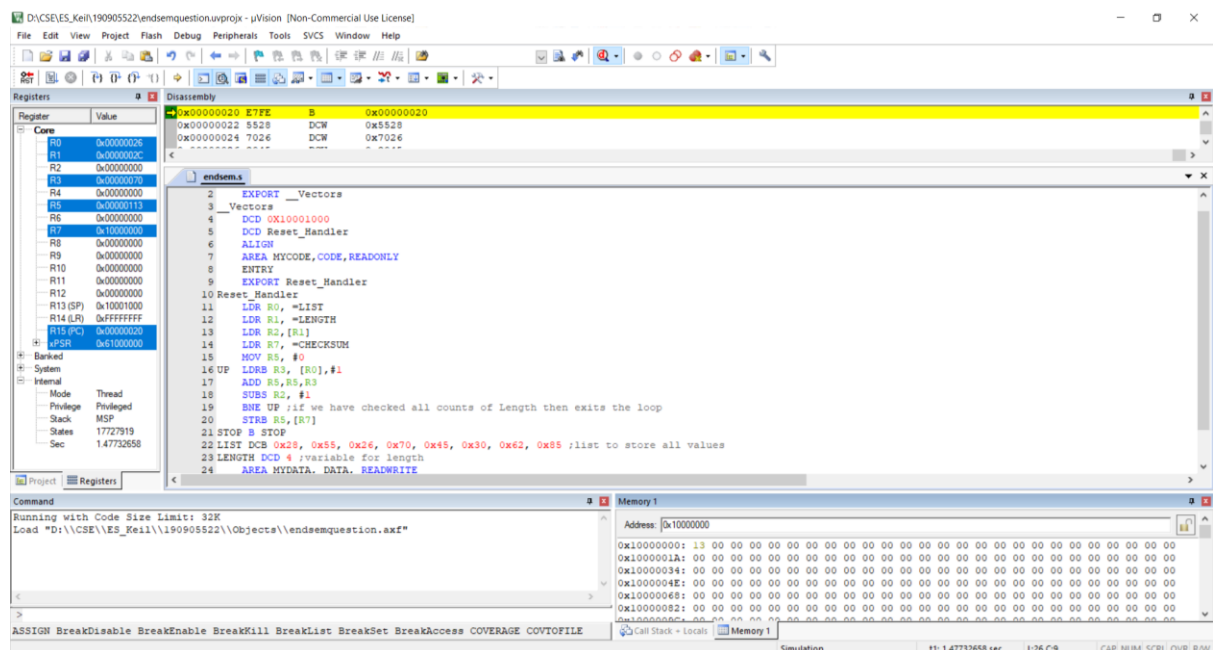 D:\CSE\ES_Keil\190905522\endsemquestion.uvprojx - µVision [Non-Commercial Use License]
File Edit View Project Flash Debug Peripherals Tools SVCS Window Help
Registers
Register Value
Core
R0 0x00000026
R1 0x0000002C
R2 0x00000000
R3 0x00000070
R4 0x00000000
R5 0x00000113
R6 0x00000000
R7 0x10000000
R8 0x00000000
R9 0x00000000
R10 0x00000000
R11 0x00000000
R12 0x00000000
R13 (SP) 0x10001000
R14 (LR) 0xFFFFFFFF
R15 (PC) 0x00000020
xPSR 0x61000000
Banked
System
Internal
Mode Thread
Privilege Privileged
Stack MSP
States 17727919
Sec 1.47732658
Project Registers
Disassembly
0x00000020 E7FE B 0x00000020
0x00000022 5528 DCW 0x5528
0x00000024 7026 DCW 0x7026
endsem.s
2 EXPORT __Vectors
3 __Vectors
4 DCD 0X10001000
5 DCD Reset_Handler
6 ALIGN
7 AREA MYCODE,CODE,READONLY
8 ENTRY
9 EXPORT Reset_Handler
10 Reset_Handler
11 LDR R0, =LIST
12 LDR R1, =LENGTH
13 LDR R2,[R1]
14 LDR R7, =CHECKSUM
15 MOV R5, #0
16 UP LDRB R3, [R0],#1
17 ADD R5,R5,R3
18 SUBS R2, #1
19 BNE UP ;if we have checked all counts of Length then exits the loop
20 STRB R5,[R7]
21 STOP B STOP
22 LIST DCB 0x28, 0x55, 0x26, 0x70, 0x45, 0x30, 0x62, 0x85 ;list to store all values
23 LENGTH DCD 4 ;variable for length
24 AREA MYDATA, DATA, READWRITE
Command
Running with Code Size Limit: 32K
Load "D:\\CSE\\ES_Keil\\190905522\\Objects\\endsemquestion.axf"
>
ASSIGN BreakDisable BreakEnable BreakKill BreakList BreakSet BreakAccess COVERAGE COVTOFILE
Memory 1
Address: 0x10000000
0x10000000: 13 00 00 00 00 00 00 00 00 00 00 00 00 00 00 00 00 00 00 00 00 00 00 00 00 00
0x1000001A: 00 00 00 00 00 00 00 00 00 00 00 00 00 00 00 00 00 00 00 00 00 00 00 00 00 00
0x10000034: 00 00 00 00 00 00 00 00 00 00 00 00 00 00 00 00 00 00 00 00 00 00 00 00 00 00
0x1000004E: 00 00 00 00 00 00 00 00 00 00 00 00 00 00 00 00 00 00 00 00 00 00 00 00 00 00
0x10000068: 00 00 00 00 00 00 00 00 00 00 00 00 00 00 00 00 00 00 00 00 00 00 00 00 00 00
0x10000082: 00 00 00 00 00 00 00 00 00 00 00 00 00 00 00 00 00 00 00 00 00 00 00 00 00 00
Call Stack + Locals Memory 1
Simulation t1: 1.47732658 sec L:26 C:9 CAP NUM SCRL OVR R/W